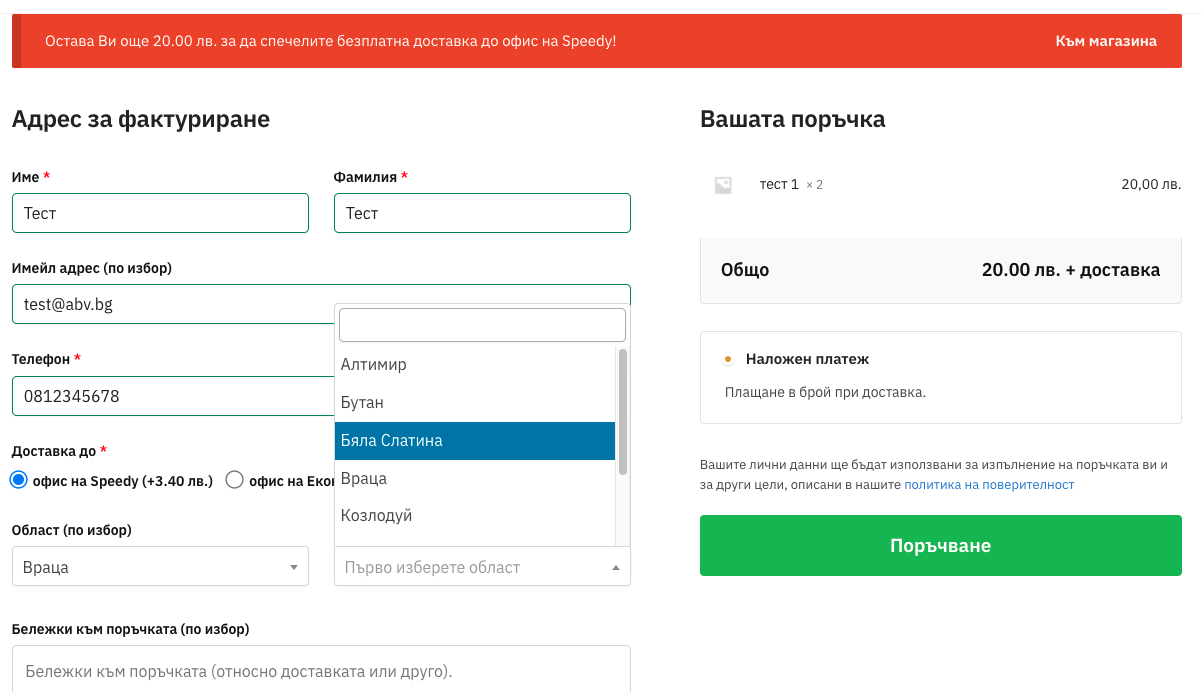 Остава Ви още 20.00 лв. за да спечелите безплатна доставка до офис на Speedy!
Към магазина
Адрес за фактуриране
Име *
Тест
Фамилия *
Тест
Имейл адрес (по избор)
test@abv.bg
Телефон *
0812345678
Доставка до *
офис на Speedy (+3.40 лв.)
офис на
Област (по избор)
Враца
Алтимир
Бутан
Бяла Слатина
Враца
Козлодуй
Първо изберете област
Бележки към поръчката (по избор)
Бележки към поръчката (относно доставката или друго).
Вашата поръчка
тест 1 × 2
20,00 лв.
Общо
20.00 лв. + доставка
Наложен платеж
Плащане в брой при доставка.
Вашите лични данни ще бъдат използвани за изпълнение на поръчката ви и
за други цели, описани в нашите политика на поверителност
Поръчване